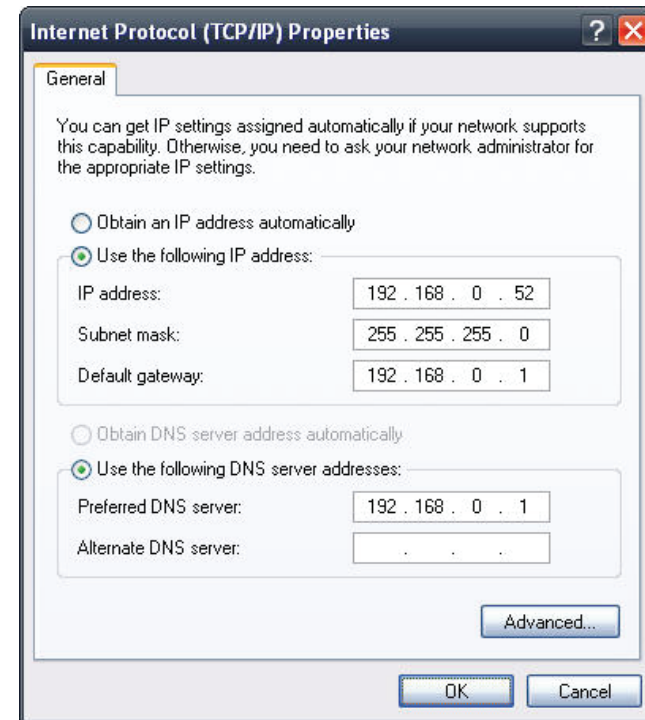 Internet Protocol (TCP/IP) Properties
General
You can get IP settings assigned automatically if your network supports
this capability. Otherwise, you need to ask your network administrator for
the appropriate IP settings.
Obtain an IP address automatically
Use the following IP address:
IP address: 192 . 168 . 0 . 52
Subnet mask: 255 . 255 . 255 . 0
Default gateway: 192 . 168 . 0 . 1
Obtain DNS server address automatically
Use the following DNS server addresses:
Preferred DNS server: 192 . 168 . 0 . 1
Alternate DNS server: . . .
Advanced...
OK Cancel